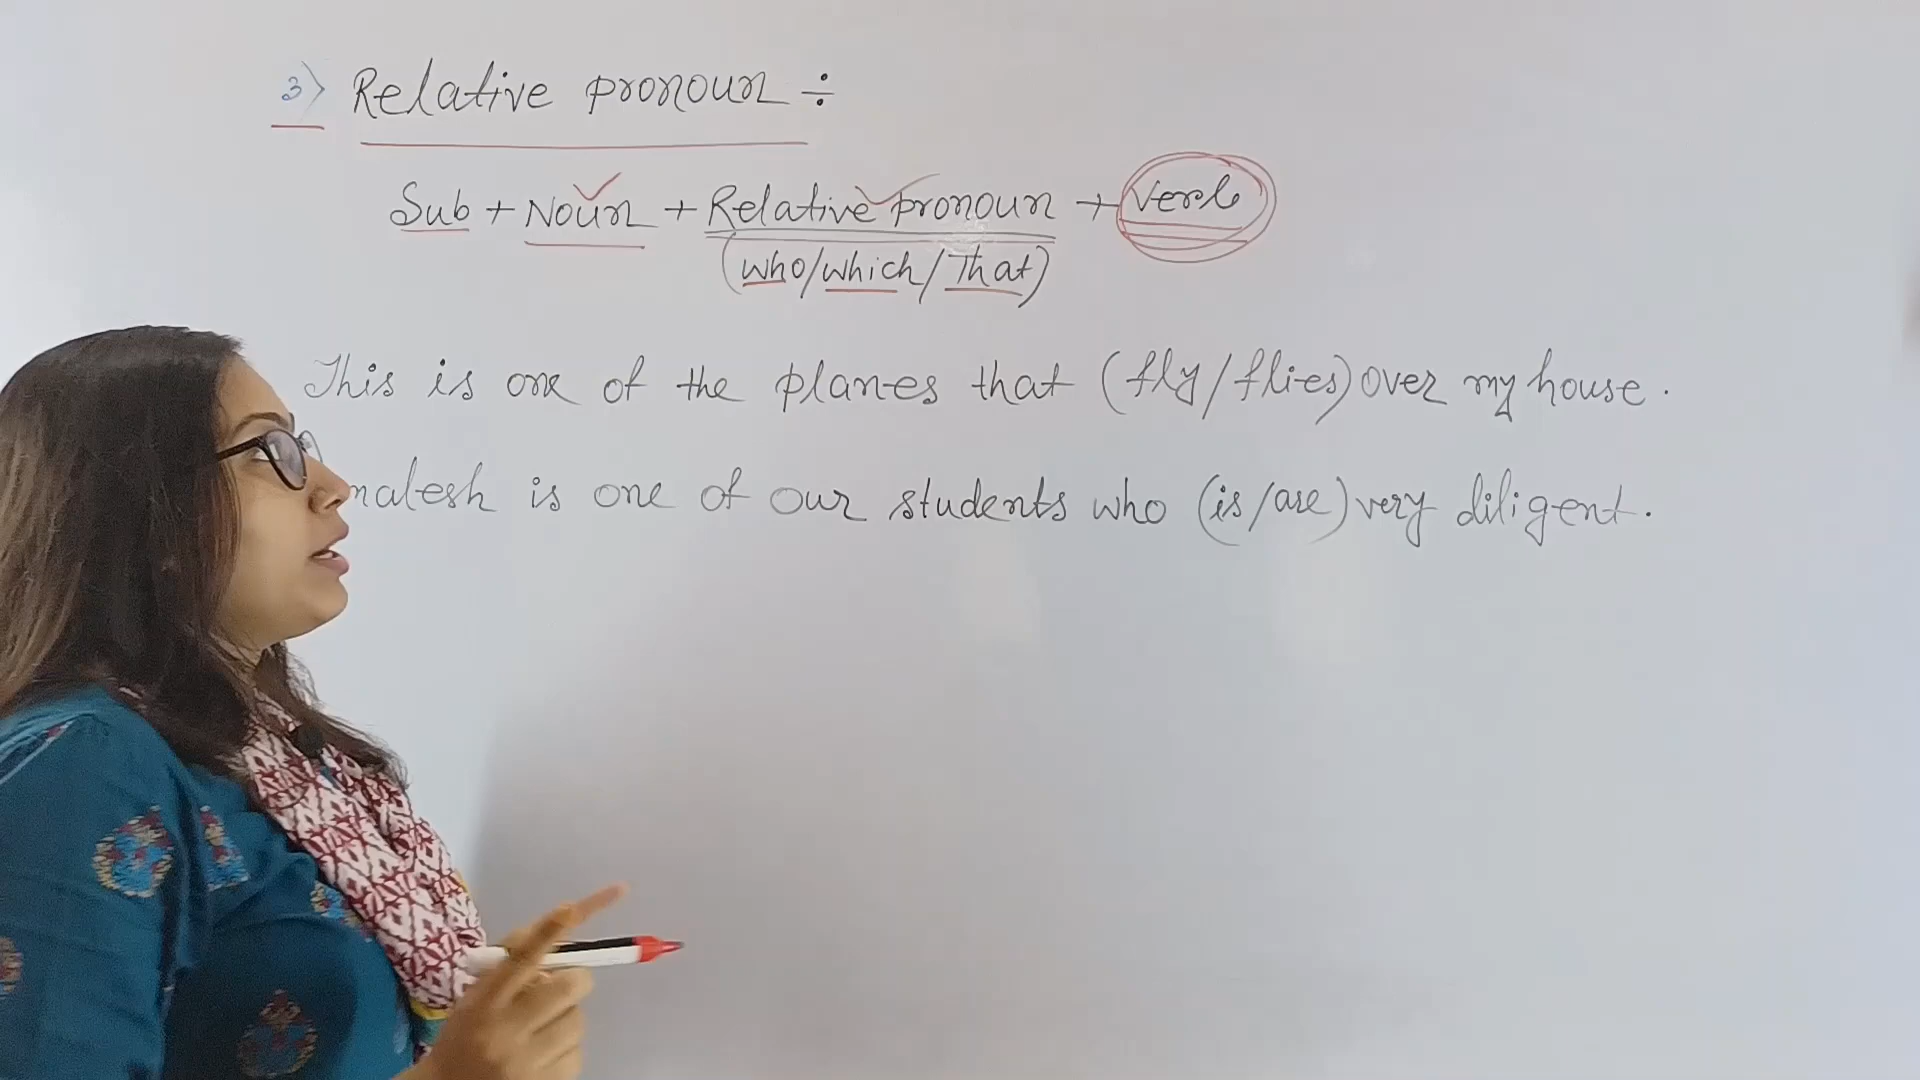 3) Relative pronoun ÷
Sub + Noun + Relative pronoun + Verb
(who/which/That)
This is one of the planes that (fly/flies) over my house.
malesh is one of our students who (is/are) very diligent.